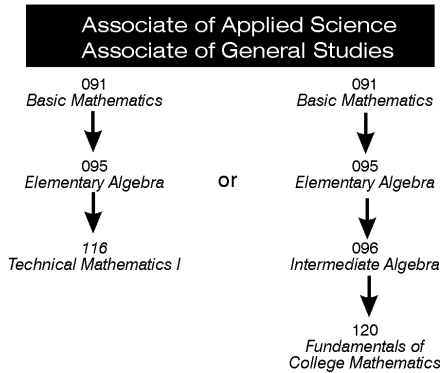 Associate of Applied Science
Associate of General Studies
091
Basic Mathematics
095
Elementary Algebra
116
Technical Mathematics I
or
091
Basic Mathematics
095
Elementary Algebra
096
Intermediate Algebra
120
Fundamentals of
College Mathematics